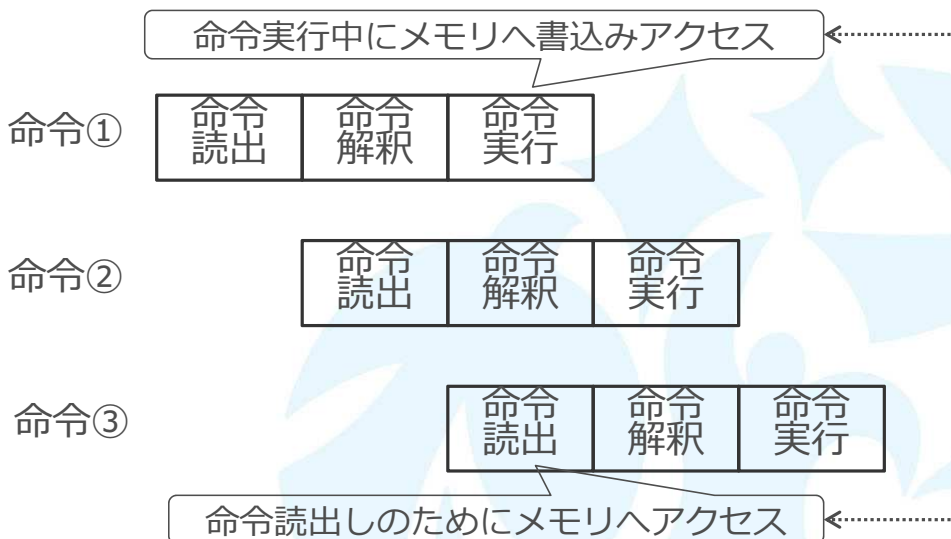 命令実行中にメモリへ書込みアクセス
命令①
命令
読出
命令
解釈
命令
実行
命令②
命令
読出
命令
解釈
命令
実行
命令③
命令
読出
命令
解釈
命令
実行
命令読出しのためにメモリへアクセス